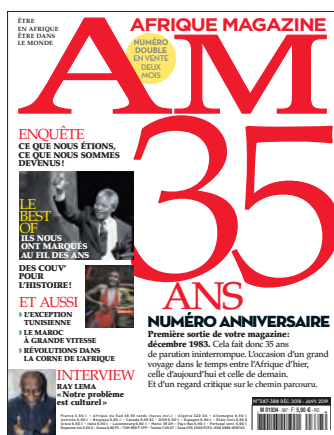 ÊTRE
EN AFRIQUE
ÊTRE DANS
LE MONDE
AFRIQUE MAGAZINE
AM
NUMÉRO
DOUBLE
EN VENTE
DEUX
MOIS
ENQUÊTE
CE QUE NOUS ÉTIONS,
CE QUE NOUS SOMMES
DEVENUS !
35
ANS
LE
BEST
OF
ILS NOUS
ONT MARQUÉS
AU FIL DES ANS
DES COUV’
POUR
L’HISTOIRE !
ET AUSSI
L’EXCEPTION
TUNISIENNE
LE MAROC
À GRANDE VITESSE
RÉVOLUTIONS DANS
LA CORNE DE L’AFRIQUE
INTERVIEW
RAY LEMA
«Notre problème
est culturel»
NUMÉRO ANNIVERSAIRE
Première sortie de votre magazine:
décembre 1983. Cela fait donc 35 ans
de parution ininterrompue. L’occasion d’un grand
voyage dans le temps entre l’Afrique d’hier,
celle d’aujourd’hui et celle de demain.
Et d’un regard critique sur le chemin parcouru.
N°387-388 DÉC. 2018 - JANV. 2019
M 01934 - 387 - F: 5,90 € - RD